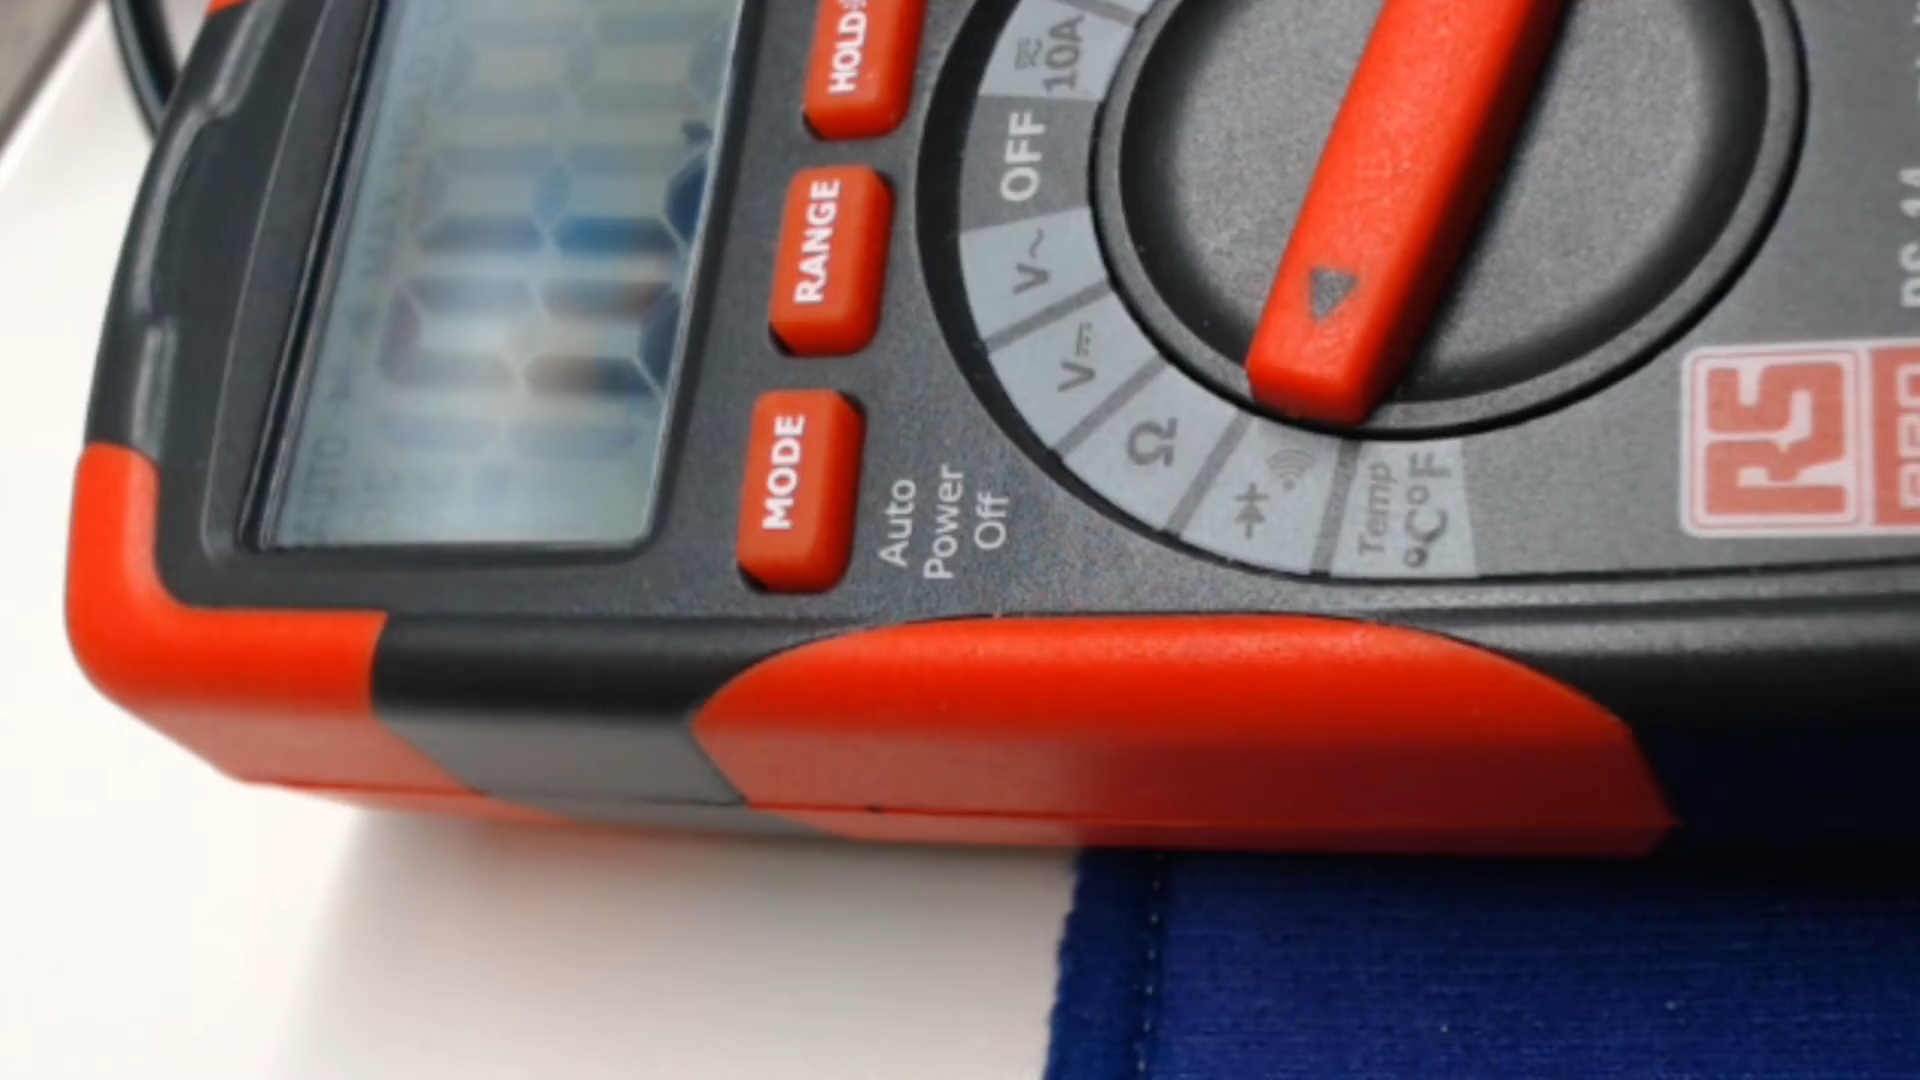 HOLD
RANGE
MODE
Auto
Power
Off
10A
OFF
V~
V⎓
Ω
Temp
°C°F
RS